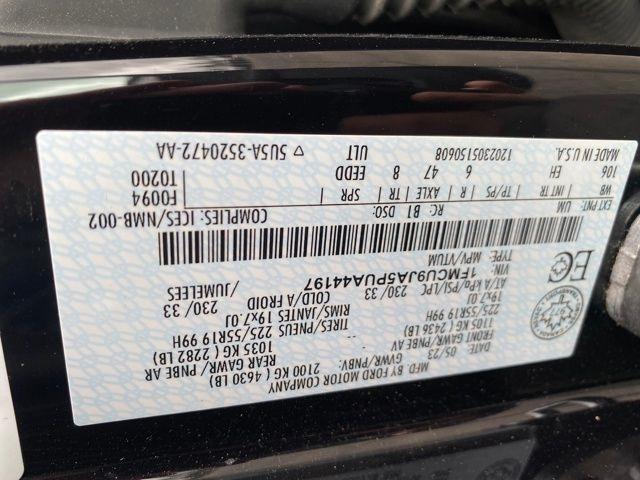 MFD BY FORD MOTOR COMPANY
DATE: 05/23 GVWR/PNBV: 2100 KG (4630 LB)
FRONT GAWR/PNBE AV REAR GAWR/PNBE AR
1105 KG (2436 LB) 1035 KG (2282 LB)
225/55R19 99H TIRES/PNEUS 225/55R19 99H
19x7.0J RIMS/JANTES 19x7.0J
AT/À kPa/PSI/LPC 230/33 COLD À FROID 230/33
/JUMELEES
VIN: 1FMCU9JA5PUA44197
TYPE: MPV/VTUM
EC
EXT PNT: UM RC: B1 DSO: COMPLIES: ICES/NMB-002
F0094
WB INT TR TP/PS R AXLE TR SPR T0200
106 EH 6 47 8 EEDD
MADE IN U.S.A. 120230515060​8 ULT 5U5A-3520472-AA